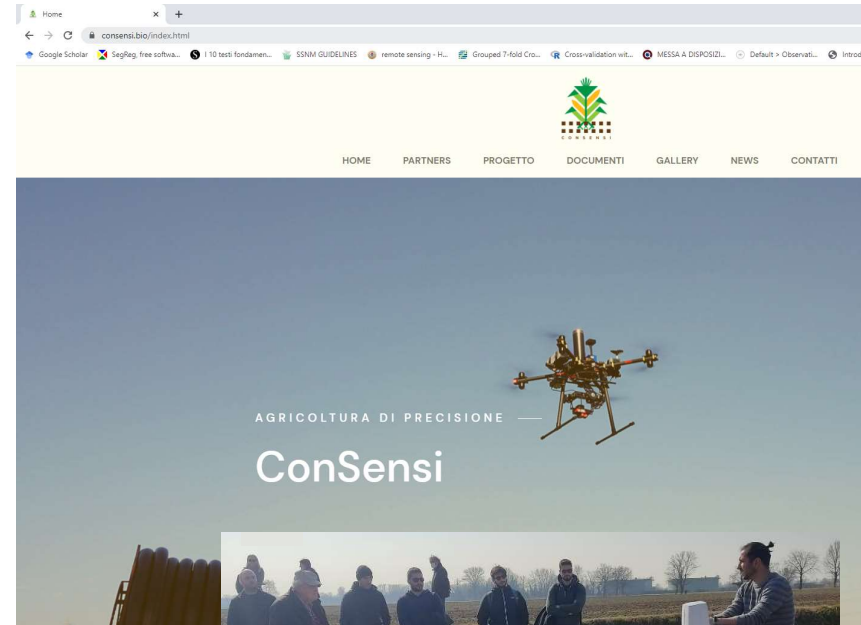 Home
consensi.bio/index.html
Google Scholar SegReg, free softwa... I 10 testi fondamen... SSNM GUIDELINES remote sensing - H... Grouped 7-fold Cro... Cross-validation wit... MESSA A DISPOSIZI... Default > Observati... Introd
CONSENSI
HOME PARTNERS PROGETTO DOCUMENTI GALLERY NEWS CONTATTI
AGRICOLTURA DI PRECISIONE
ConSensi